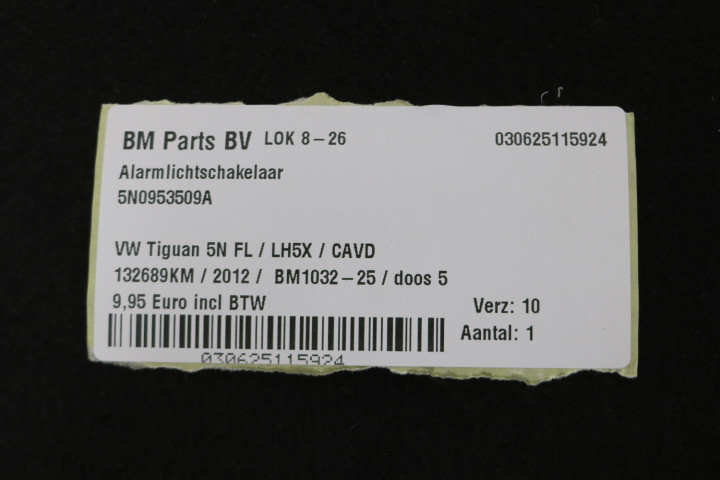 BM Parts BV LOK 8-26 030625115924
Alarmlichtschakelaar
5N0953509A
VW Tiguan 5N FL / LH5X / CAVD
132689KM / 2012 / BM1032-25 / doos 5
9,95 Euro incl BTW Verz: 10
Aantal: 1
030625115924